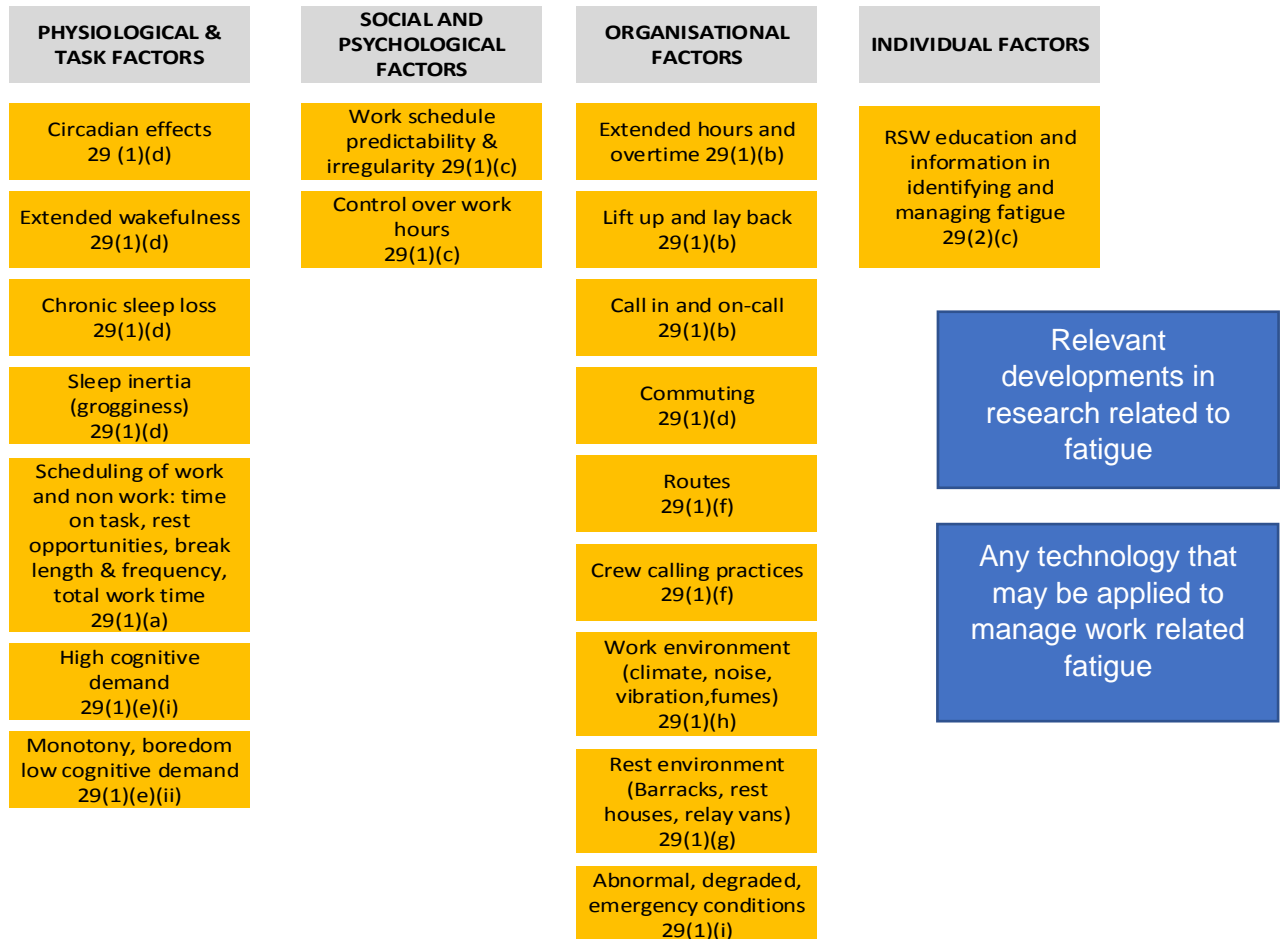 PHYSIOLOGICAL &
TASK FACTORS
Circadian effects
29 (1)(d)
Extended wakefulness
29(1)(d)
Chronic sleep loss
29(1)(d)
Sleep inertia
(grogginess)
29(1)(d)
Scheduling of work
and non work: time
on task, rest
opportunities, break
length & frequency,
total work time
29(1)(a)
High cognitive
demand
29(1)(e)(i)
Monotony, boredom
low cognitive demand
29(1)(e)(ii)
SOCIAL AND
PSYCHOLOGICAL
FACTORS
Work schedule
predictability &
irregularity 29(1)(c)
Control over work
hours
29(1)(c)
ORGANISATIONAL
FACTORS
Extended hours and
overtime 29(1)(b)
Lift up and lay back
29(1)(b)
Call in and on-call
29(1)(b)
Commuting
29(1)(d)
Routes
29(1)(f)
Crew calling practices
29(1)(f)
Work environment
(climate, noise,
vibration,fumes)
29(1)(h)
Rest environment
(Barracks, rest
houses, relay vans)
29(1)(g)
Abnormal, degraded,
emergency conditions
29(1)(i)
INDIVIDUAL FACTORS
RSW education and
information in
identifying and
managing fatigue
29(2)(c)
Relevant
developments in
research related to
fatigue
Any technology that
may be applied to
manage work related
fatigue